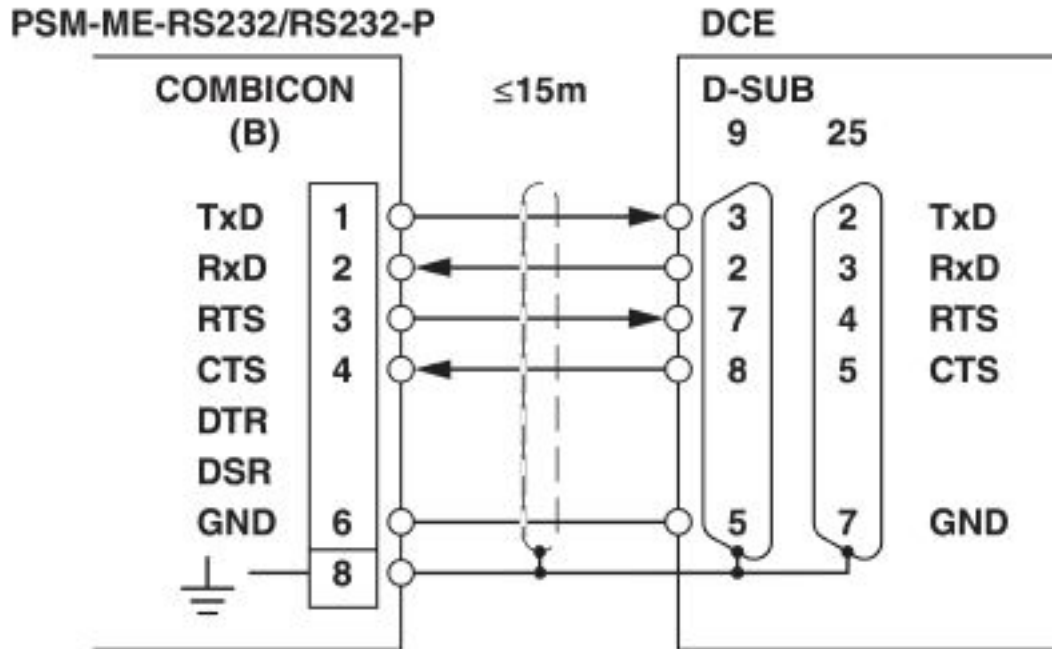 PSM-ME-RS232/RS232-P DCE
COMBICON ≤15m D-SUB
(B) 9 25
TxD 1 3 2 TxD
RxD 2 2 3 RxD
RTS 3 7 4 RTS
CTS 4 8 5 CTS
DTR
DSR
GND 6 5 7 GND
8